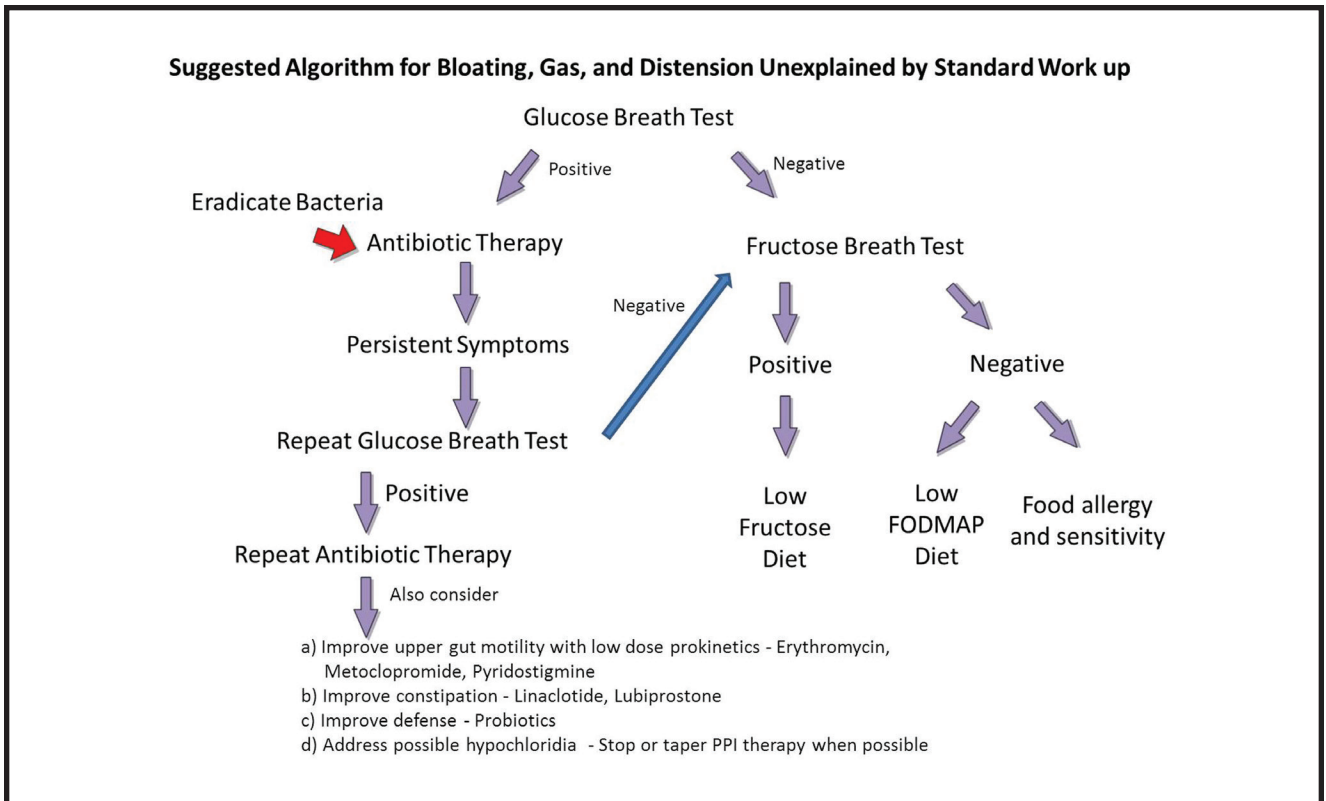 Suggested Algorithm for Bloating, Gas, and Distension Unexplained by Standard Work up
Glucose Breath Test
Positive
Negative
Eradicate Bacteria
Antibiotic Therapy
Fructose Breath Test
Negative
Persistent Symptoms
Positive
Negative
Repeat Glucose Breath Test
Positive
Low
Fructose
Diet
Low
FODMAP
Diet
Food allergy
and sensitivity
Repeat Antibiotic Therapy
Also consider
a) Improve upper gut motility with low dose prokinetics - Erythromycin,
Metoclopromide, Pyridostigmine
b) Improve constipation - Linaclotide, Lubiprostone
c) Improve defense - Probiotics
d) Address possible hypochloridia - Stop or taper PPI therapy when possible